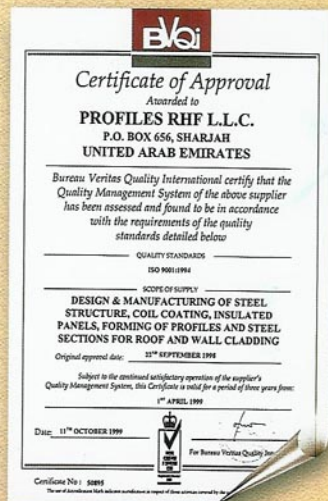 BVQi
Certificate of Approval
Awarded to
PROFILES RHF L.L.C.
P.O. BOX 656, SHARJAH
UNITED ARAB EMIRATES
Bureau Veritas Quality International certify that the
Quality Management System of the above supplier
has been assessed and found to be in accordance
with the requirements of the quality
standards detailed below
QUALITY STANDARDS
ISO 9001:1994
SCOPE OF SUPPLY
DESIGN & MANUFACTURING OF STEEL
STRUCTURE, COIL COATING, INSULATED
PANELS, FORMING OF PROFILES AND STEEL
SECTIONS FOR ROOF AND WALL CLADDING
Original approval date: 22ND SEPTEMBER 1998
Subject to the continued satisfactory operation of the supplier's
Quality Management System, this Certificate is valid for a period of three years from:
1ST APRIL 1999
Date: 11TH OCTOBER 1999
For Bureau Veritas Quality
Certificate No: 50895